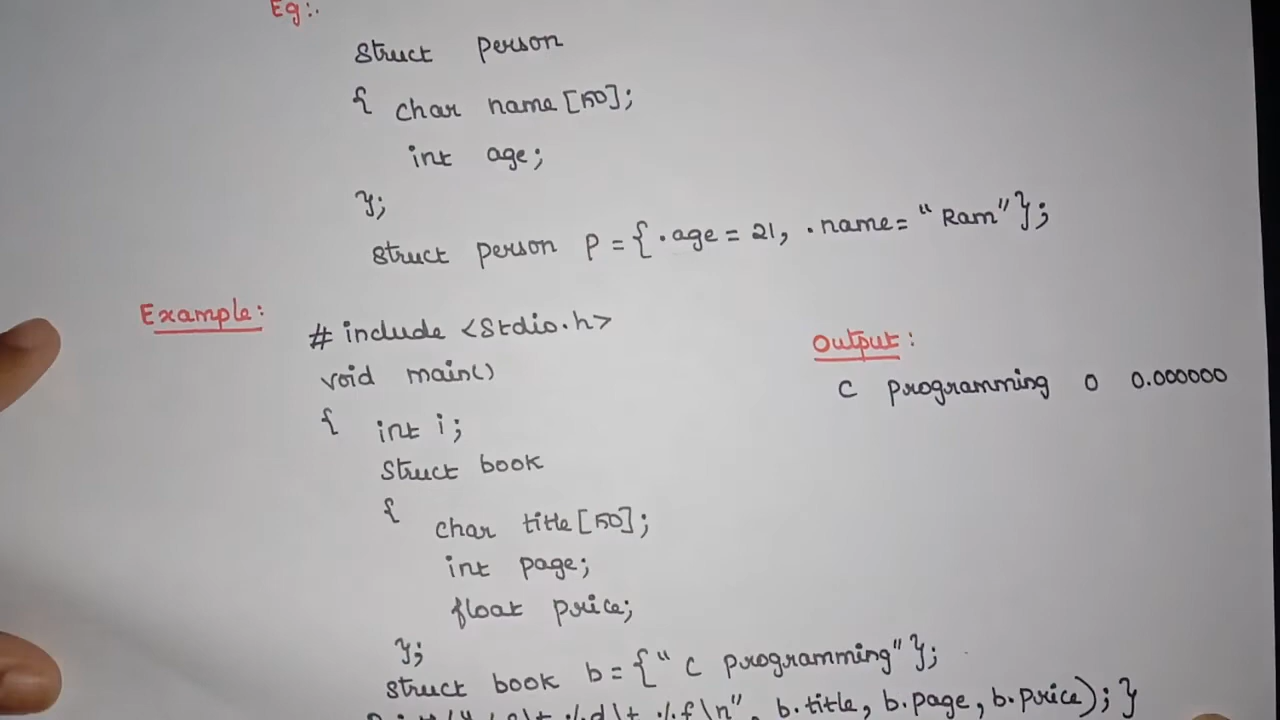 Eg:.
struct person
{ char name [50];
int age;
};
struct person p = { .age = 21, .name = "Ram" };
Example:
# include <stdio.h>
void main()
{ int i;
struct book
{
char title [50];
int page;
float price;
};
struct book b = { "C programming" };
\t %d\t %f\n", b.title, b.page, b.price); }
Output:
C programming 0 0.000000